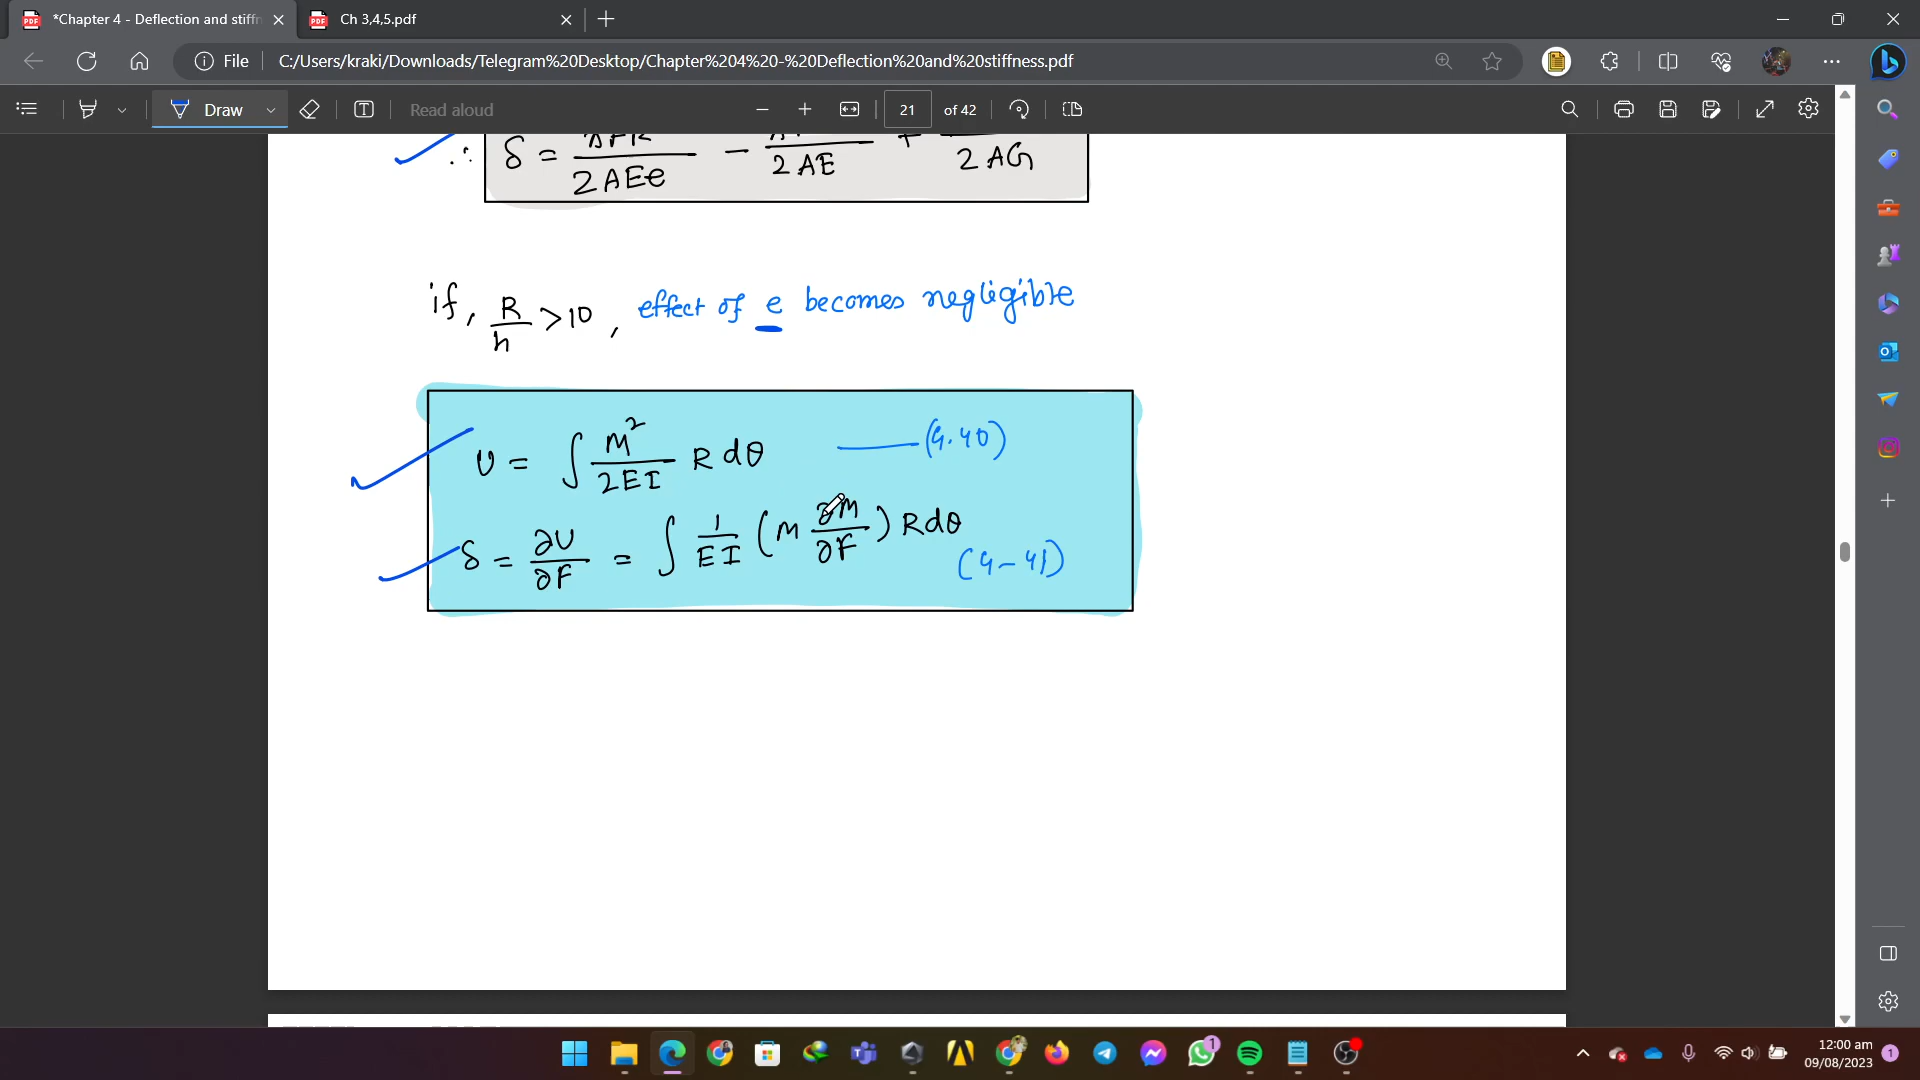 *Chapter 4 - Deflection and stiffn
Ch 3,4,5.pdf
File
C:/Users/kraki/Downloads/Telegram%20Desktop/Chapter%204%20-%20Deflection%20and%20stiffness.pdf
Draw
Read aloud
21 of 42
∴ δ = / 2AEe - / 2AE + / 2AG
if, R/h > 10, effect of e becomes negligible
U = ∫ M²/2EI R dθ —— (4.40)
δ = ∂U/∂F = ∫ 1/EI (M ∂M/∂F) R dθ
(4-41)
1
12:00 am
09/08/2023
1